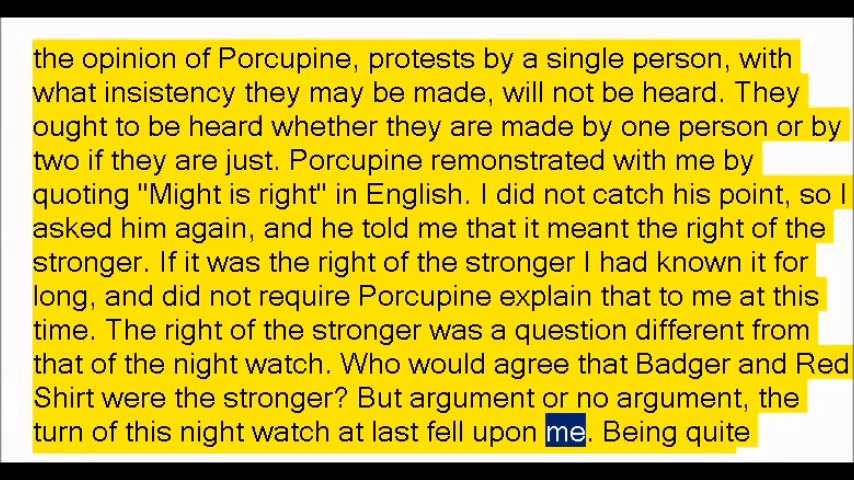 the opinion of Porcupine, protests by a single person, with
what insistency they may be made, will not be heard. They
ought to be heard whether they are made by one person or by
two if they are just. Porcupine remonstrated with me by
quoting "Might is right" in English. I did not catch his point, so I
asked him again, and he told me that it meant the right of the
stronger. If it was the right of the stronger I had known it for
long, and did not require Porcupine explain that to me at this
time. The right of the stronger was a question different from
that of the night watch. Who would agree that Badger and Red
Shirt were the stronger? But argument or no argument, the
turn of this night watch at last fell upon me. Being quite